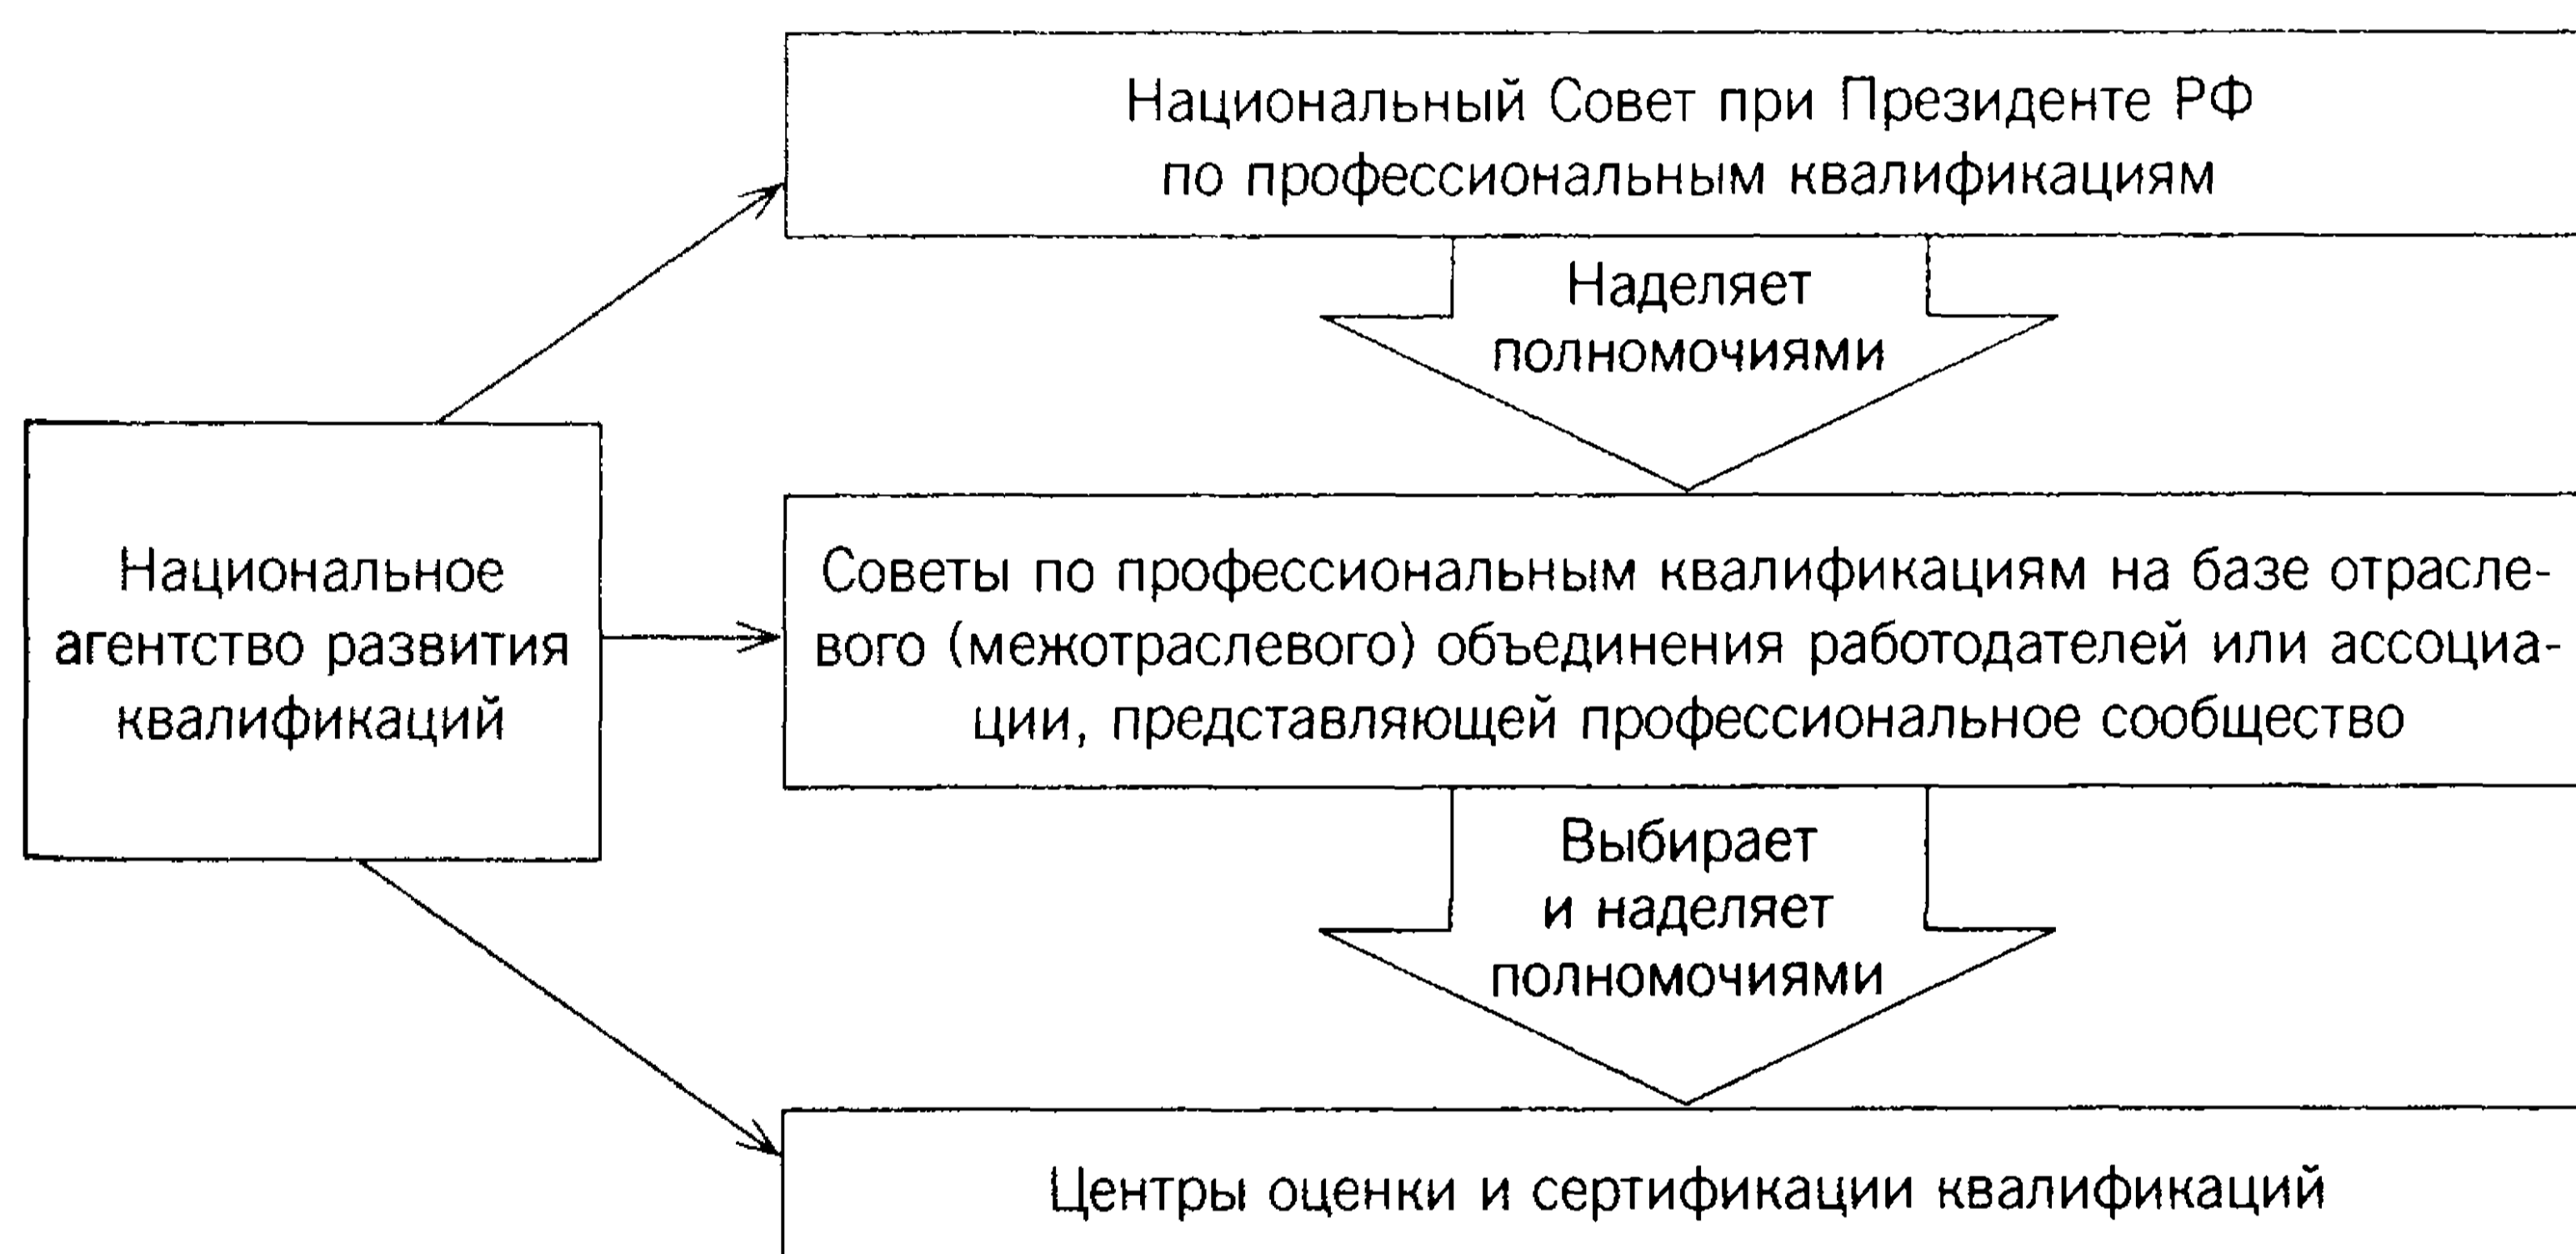 Национальный Совет при Президенте РФ
по профессиональным квалификациям
Наделяет
полномочиями
Национальное
агентство развития
квалификаций
Советы по профессиональным квалификациям на базе отрасле-
вого (межотраслевого) объединения работодателей или ассоциа-
ции, представляющей профессиональное сообщество
Выбирает
и наделяет
полномочиями
Центры оценки и сертификации квалификаций